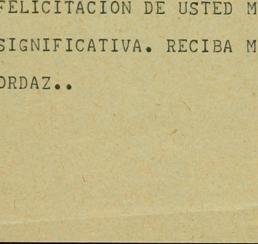 FELICITACION DE USTED M
SIGNIFICATIVA. RECIBA M
ORDAZ..